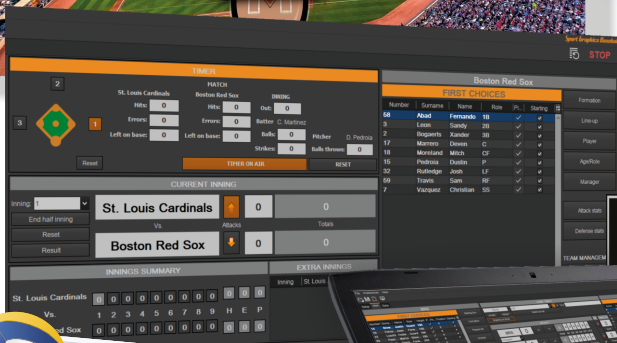 Sport Graphics Baseball
STOP
TIMER
MATCH
St. Louis Cardinals Boston Red Sox INNING
Hits: 0 Hits: 0 Out: 0
Errors: 0 Errors: 0 Batter C. Martinez
Left on base: 0 Left on base: 0 Balls: 0 Pitcher D. Pedroia
Strikes: 0 Balls thrown: 0
2
3
1
Reset
TIMER ON AIR
RESET
CURRENT INNING
Inning: 1
End half inning
Reset
Result
St. Louis Cardinals 0 0
Vs. Attacks Totals
Boston Red Sox 0 0
INNINGS SUMMARY
St. Louis Cardinals 0 0 0 0 0 0 0 0 0 0 0 0
Vs. 1 2 3 4 5 6 7 8 9 H E P
ed Sox 0 0 0 0 0 0 0 0 0 0 0 0
EXTRA INNINGS
Inning St. Louis
Boston Red Sox
FIRST CHOICES
Number Surname Name Role Pl... Starting
58 Abad Fernando 1B
3 Leon Sandy 2B
2 Bogaerts Xander 3B
17 Marrero Deven C
18 Moreland Mitch CF
15 Pedroia Dustin P
32 Rutledge Josh LF
59 Travis Sam RF
7 Vazquez Christian SS
Formation
Line-up
Player
Age/Role
Manager
Attack stats
Defense stats
TEAM MANAGEM